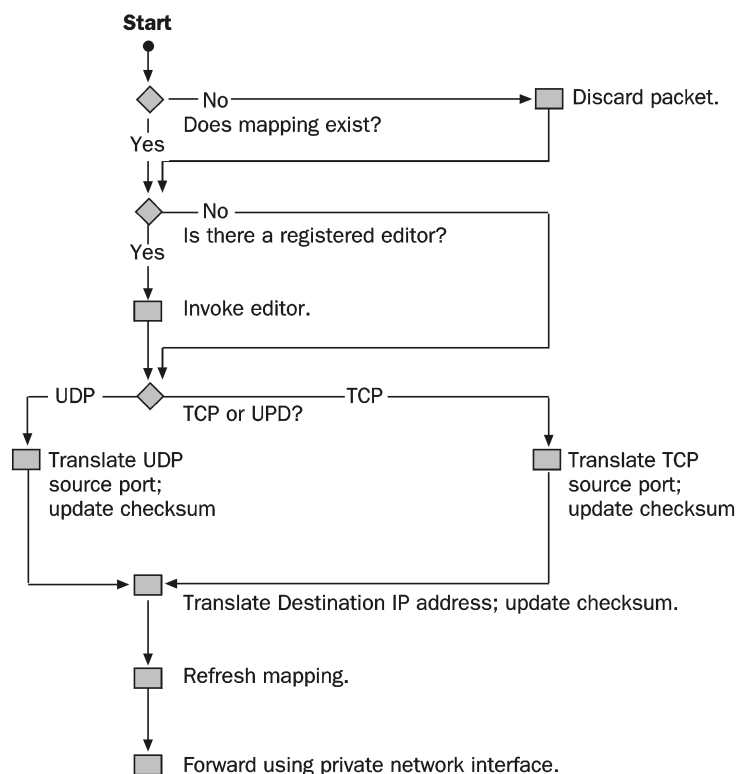 Start
No
Discard packet.
Does mapping exist?
Yes
No
Is there a registered editor?
Yes
Invoke editor.
UDP
TCP
TCP or UPD?
Translate UDP
source port;
update checksum
Translate TCP
source port;
update checksum
Translate Destination IP address; update checksum.
Refresh mapping.
Forward using private network interface.